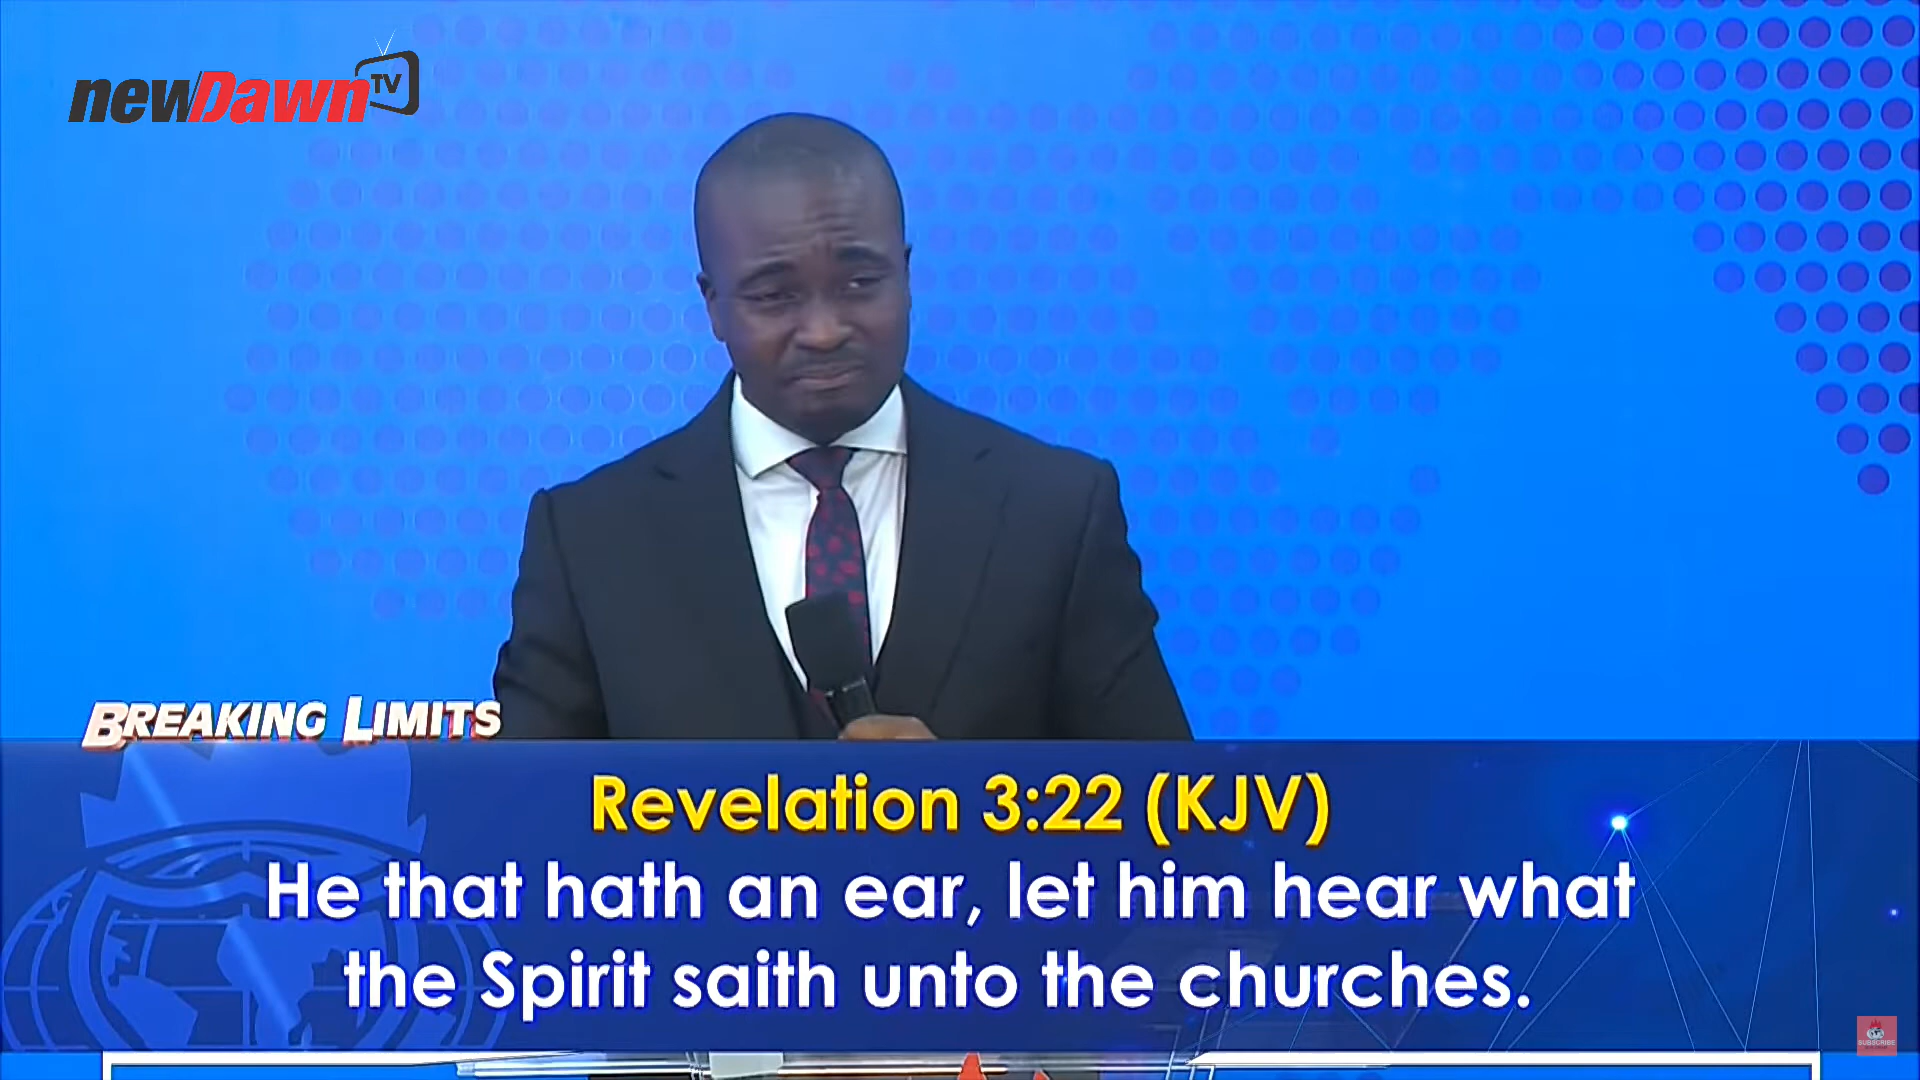 newDawn TV
BREAKING LIMITS
Revelation 3:22 (KJV)
He that hath an ear, let him hear what
the Spirit saith unto the churches.
SUBSCRIBE